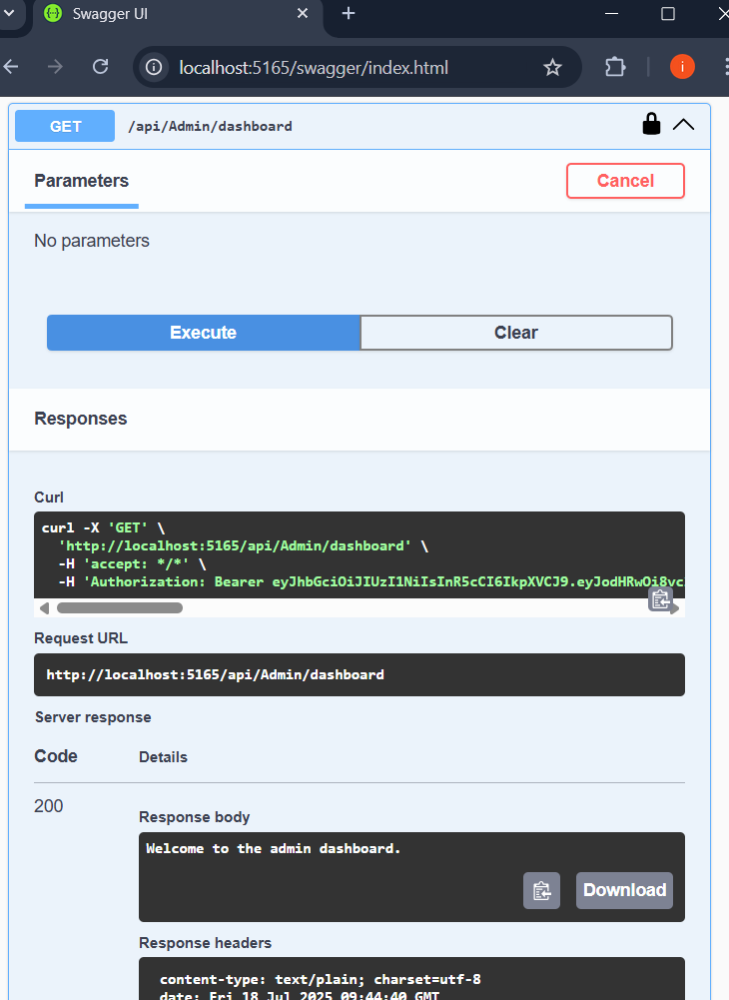 Swagger UI
localhost:5165/swagger/index.html
i
GET /api/Admin/dashboard
Parameters
Cancel
No parameters
Execute
Clear
Responses
Curl
curl -X 'GET' \
'http://localhost:5165/api/Admin/dashboard' \
-H 'accept: */*' \
-H 'Authorization: Bearer eyJhbGciOiJIUzI1NiIsInR5cCI6IkpXVCJ9.eyJodHRwOi8vc
Request URL
http://localhost:5165/api/Admin/dashboard
Server response
Code Details
200
Response body
Welcome to the admin dashboard.
Download
Response headers
content-type: text/plain; charset=utf-8
date: Fri 18 Jul 2025 09:44:40 GMT